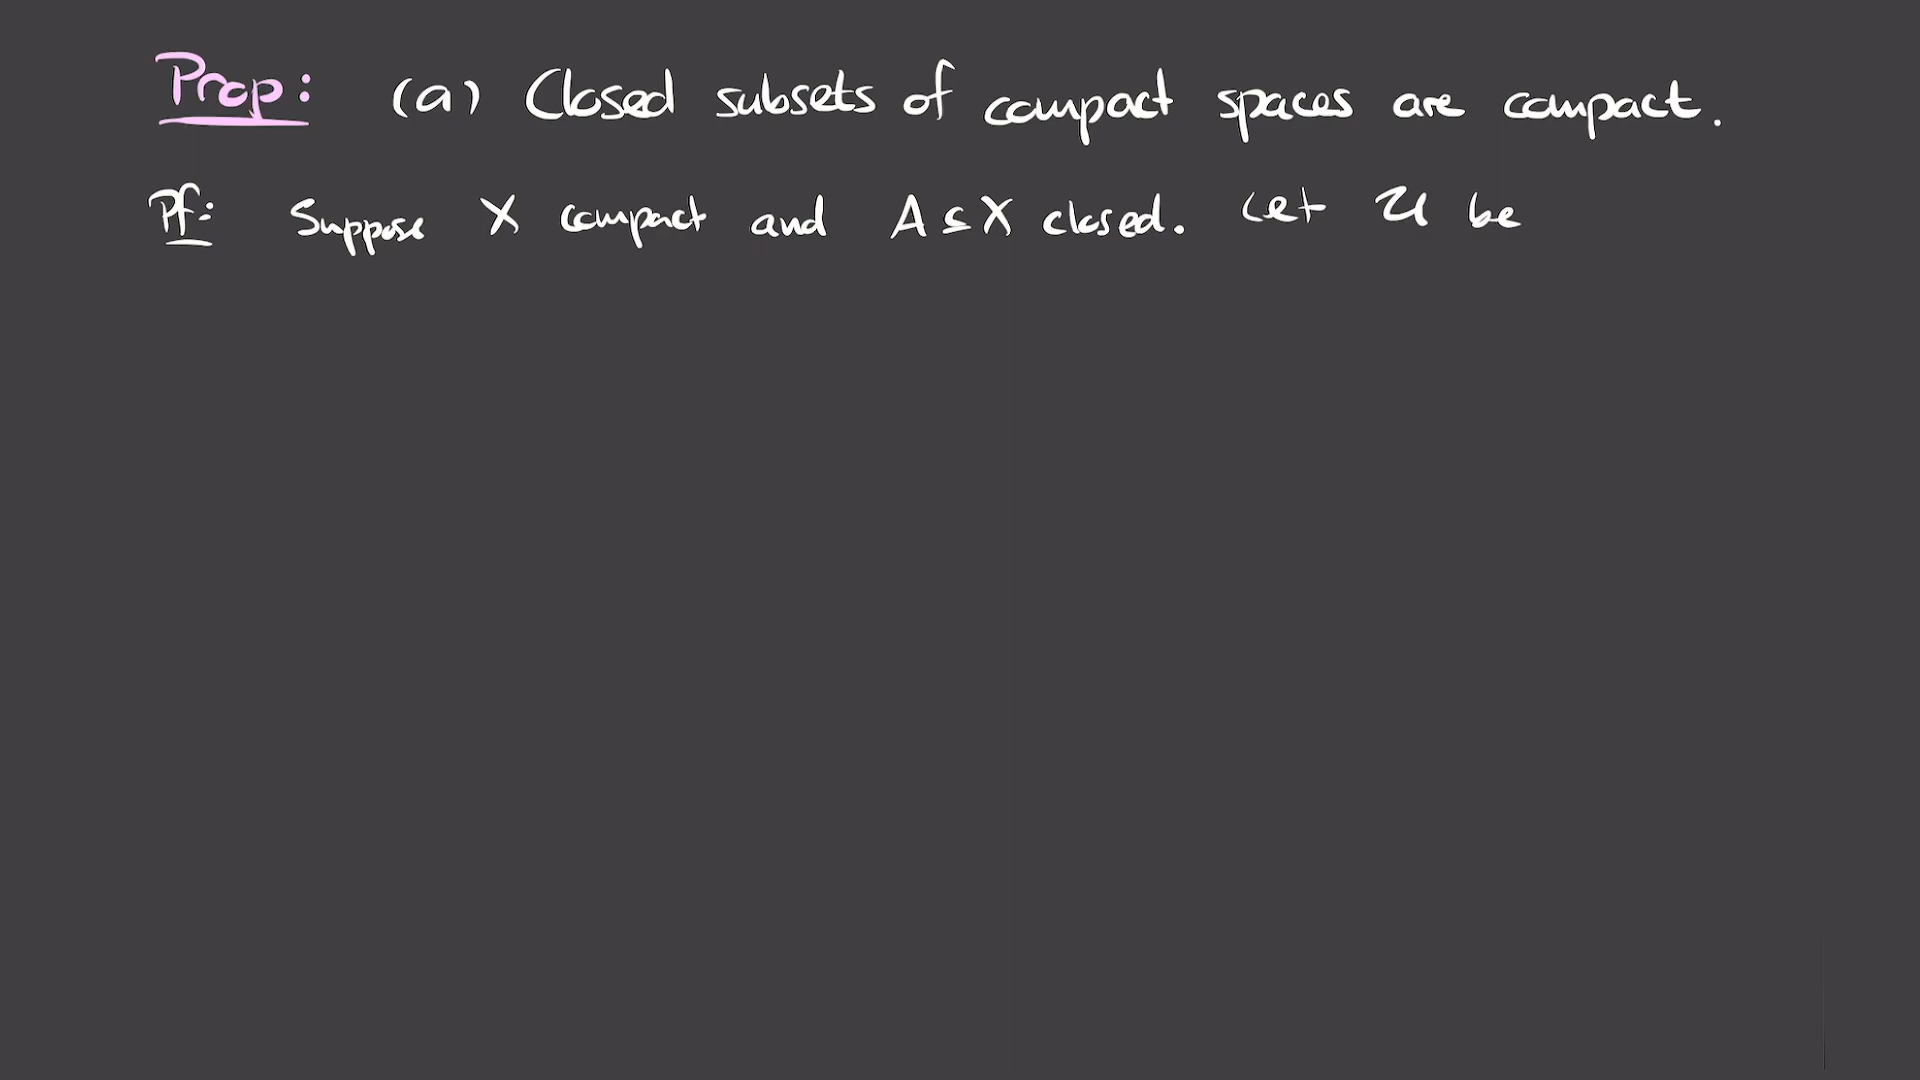 Prop: (a) Closed subsets of compact spaces are compact.
Pf: Suppose X compact and A ⊆ X closed. Let 𝒰 be